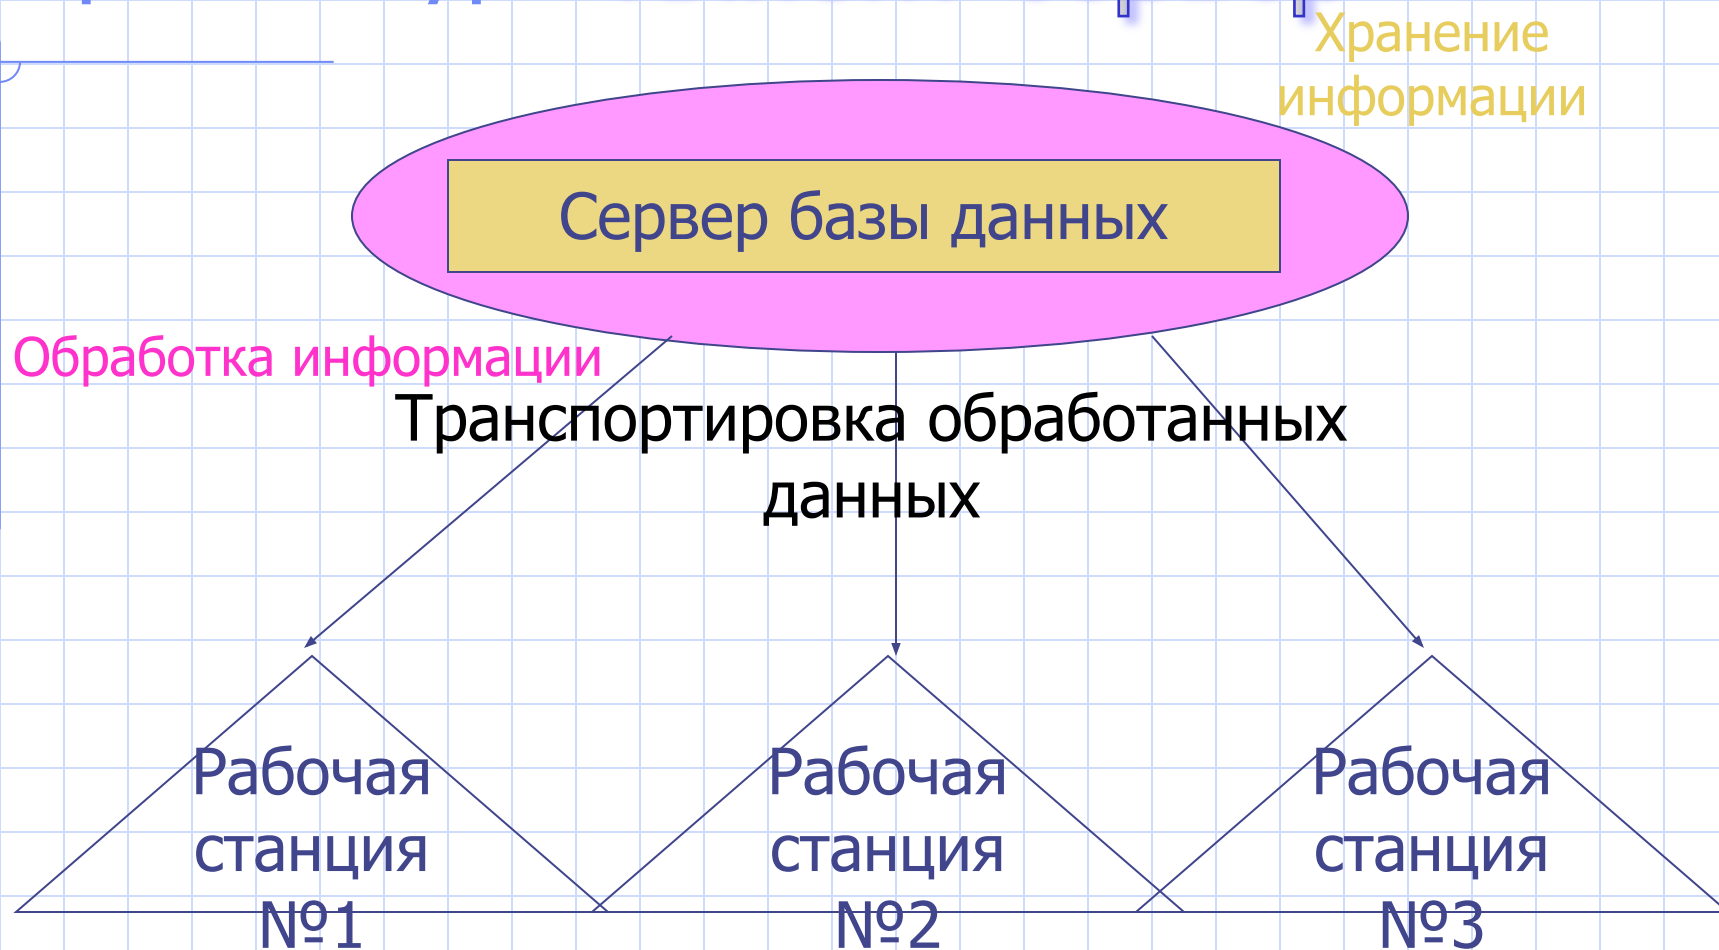 Хранение
информации
Сервер базы данных
Обработка информации
Транспортировка обработанных
данных
Рабочая
станция
№1
Рабочая
станция
№2
Рабочая
станция
№3